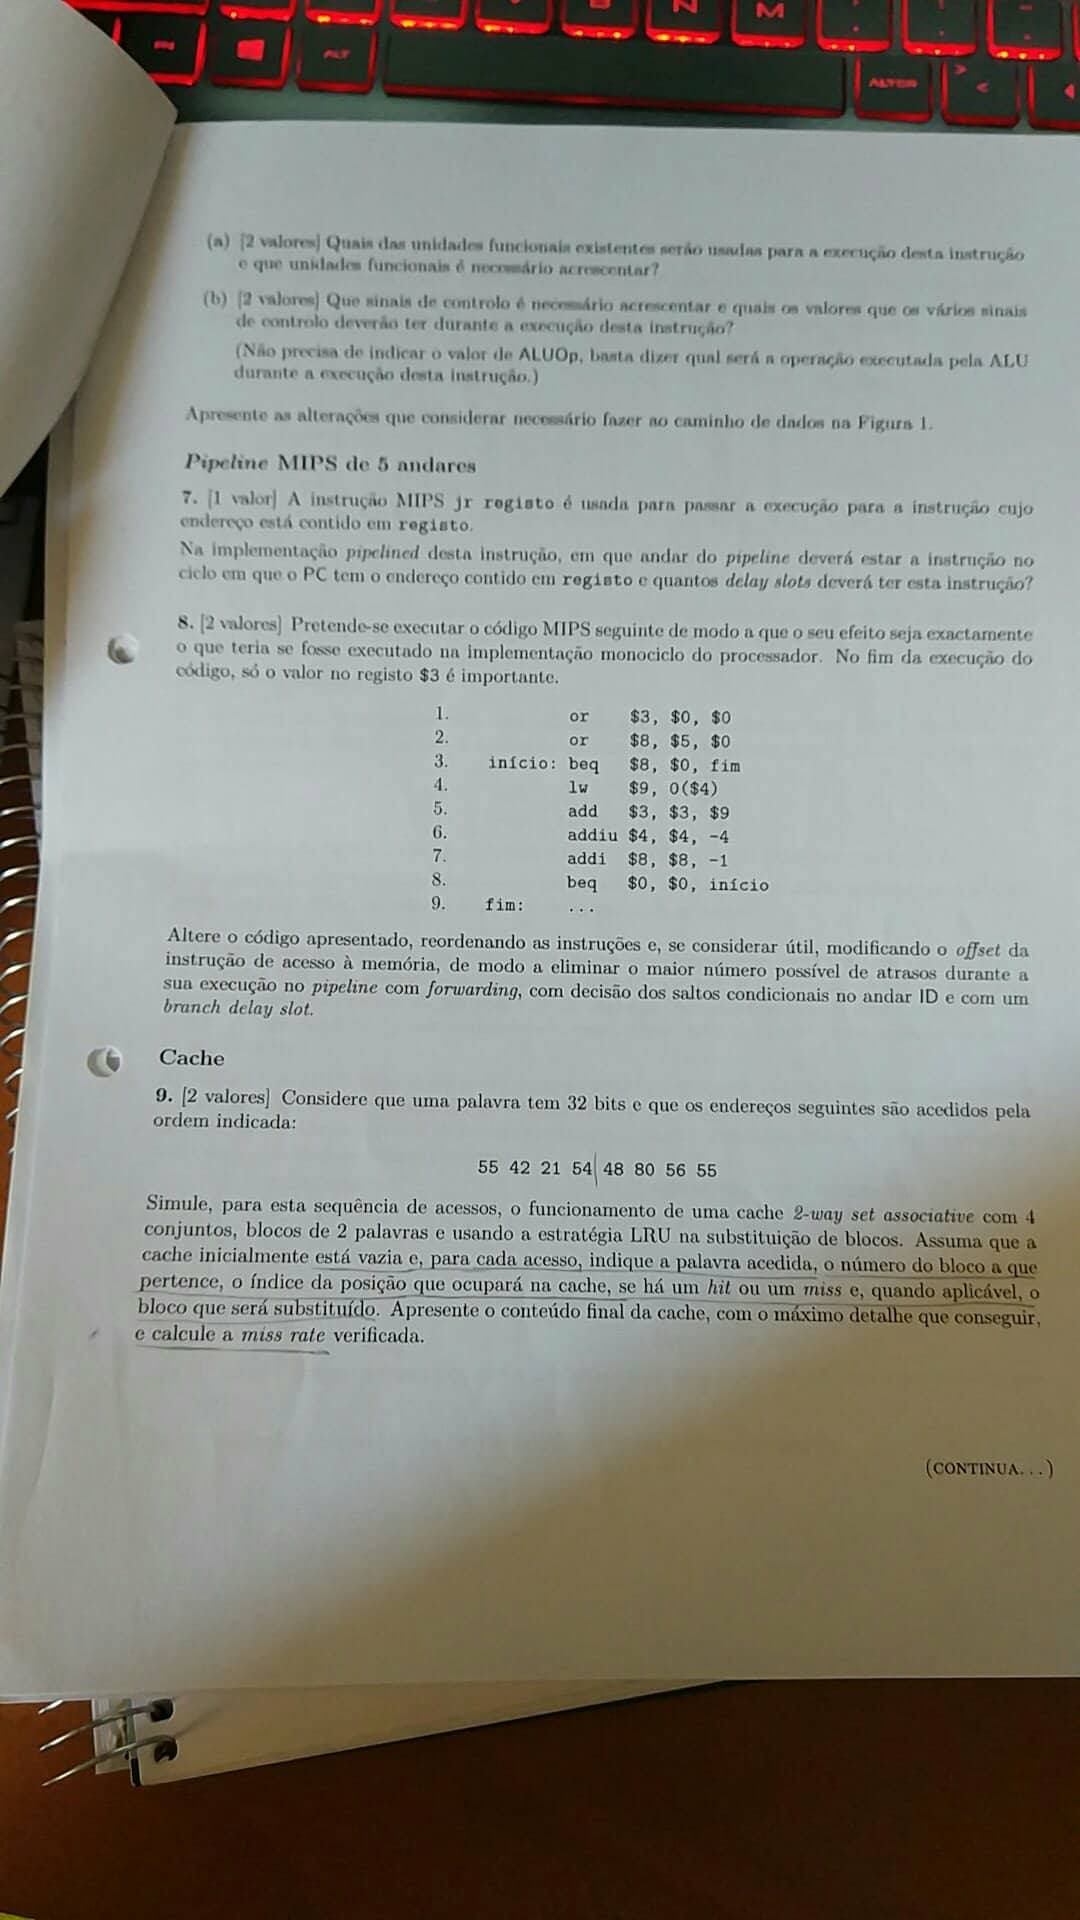 N M
ALT
ALTGR
> <
(a) [2 valores] Quais das unidades funcionais existentes serão usadas para a execução desta instrução
e que unidades funcionais é necessário acrescentar?
(b) [2 valores] Que sinais de controlo é necessário acrescentar e quais os valores que os vários sinais
de controlo deverão ter durante a execução desta instrução?
(Não precisa de indicar o valor de ALUOp, basta dizer qual será a operação executada pela ALU
durante a execução desta instrução.)
Apresente as alterações que considerar necessário fazer ao caminho de dados na Figura 1.
Pipeline MIPS de 5 andares
7. [1 valor] A instrução MIPS jr registo é usada para passar a execução para a instrução cujo
endereço está contido em registo.
Na implementação pipelined desta instrução, em que andar do pipeline deverá estar a instrução no
ciclo em que o PC tem o endereço contido em registo e quantos delay slots deverá ter esta instrução?
8. [2 valores] Pretende-se executar o código MIPS seguinte de modo a que o seu efeito seja exactamente
o que teria se fosse executado na implementação monociclo do processador. No fim da execução do
código, só o valor no registo $3 é importante.
1. or $3, $0, $0
2. or $8, $5, $0
3. início: beq $8, $0, fim
4. lw $9, 0($4)
5. add $3, $3, $9
6. addiu $4, $4, -4
7. addi $8, $8, -1
8. beq $0, $0, início
9. fim: ...
Altere o código apresentado, reordenando as instruções e, se considerar útil, modificando o offset da
instrução de acesso à memória, de modo a eliminar o maior número possível de atrasos durante a
sua execução no pipeline com forwarding, com decisão dos saltos condicionais no andar ID e com um
branch delay slot.
Cache
9. [2 valores] Considere que uma palavra tem 32 bits e que os endereços seguintes são acedidos pela
ordem indicada:
55 42 21 54 48 80 56 55
Simule, para esta sequência de acessos, o funcionamento de uma cache 2-way set associative com 4
conjuntos, blocos de 2 palavras e usando a estratégia LRU na substituição de blocos. Assuma que a
cache inicialmente está vazia e, para cada acesso, indique a palavra acedida, o número do bloco a que
pertence, o índice da posição que ocupará na cache, se há um hit ou um miss e, quando aplicável, o
bloco que será substituído. Apresente o conteúdo final da cache, com o máximo detalhe que conseguir,
e calcule a miss rate verificada.
(CONTINUA...)